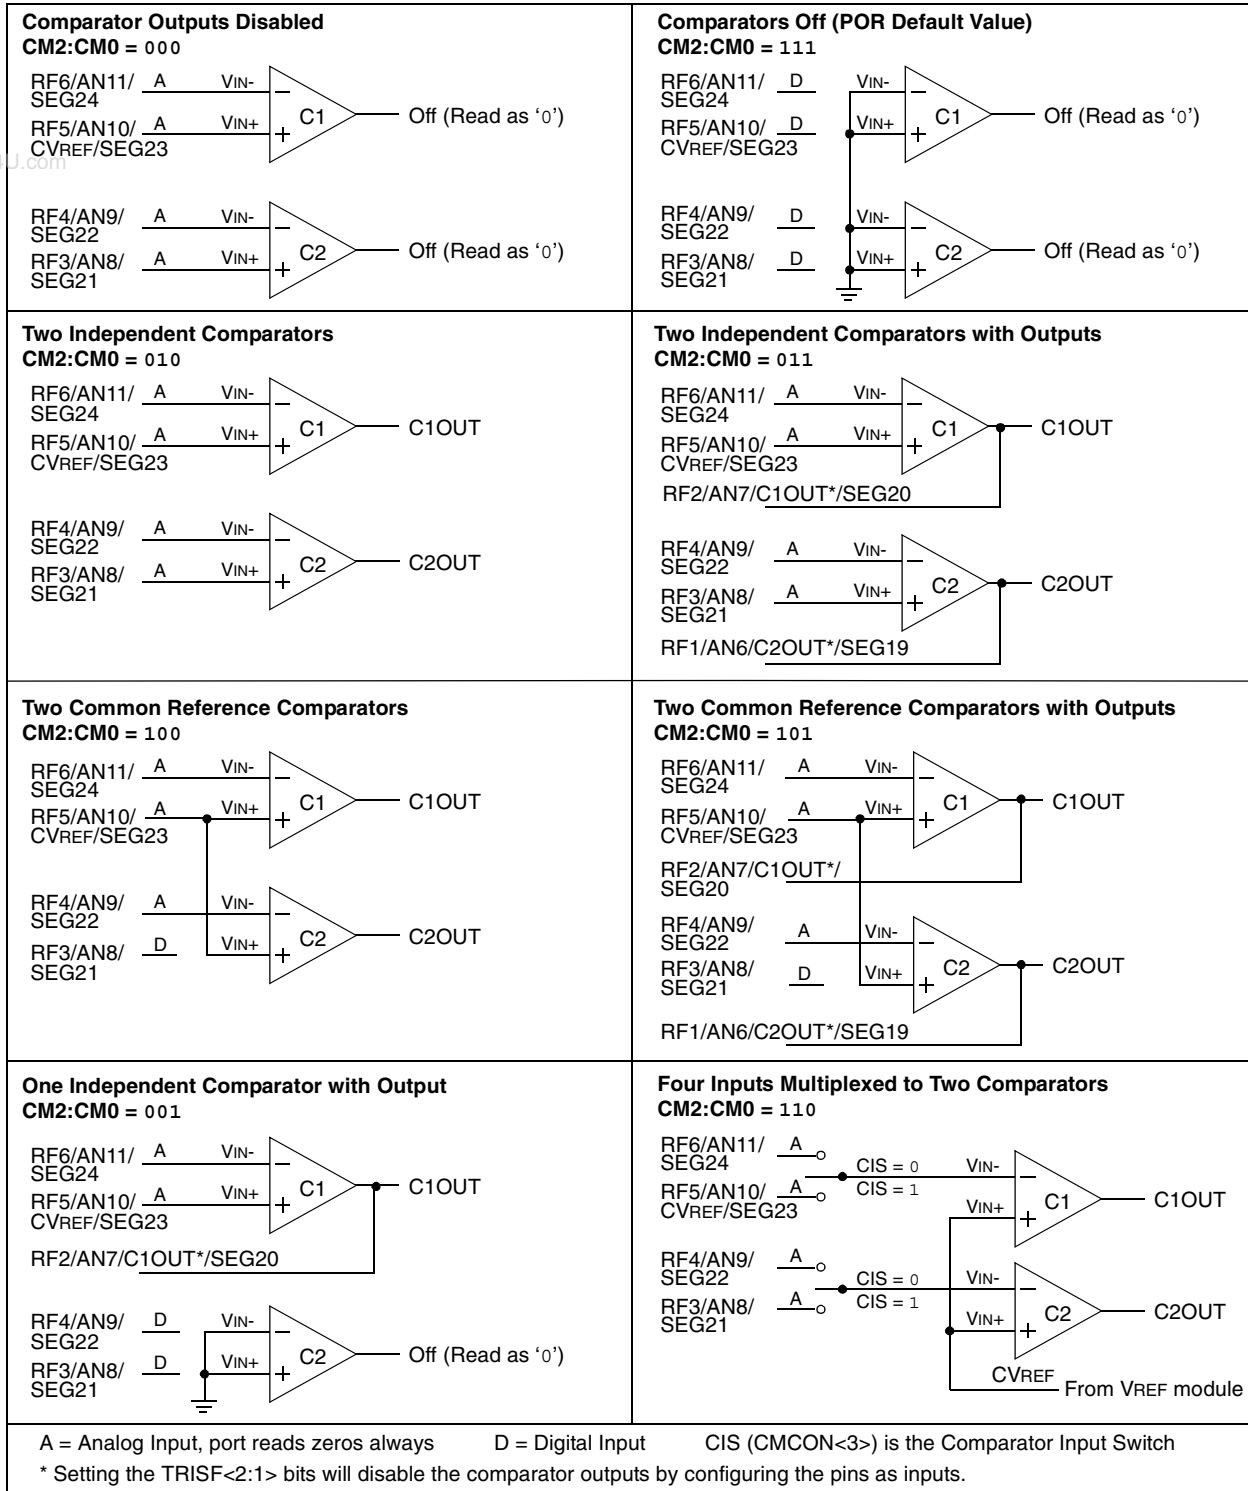 Comparator Outputs Disabled
CM2:CM0 = 000
RF6/AN11/ A VIN-
SEG24
C1
Off (Read as ‘0’)
RF5/AN10/ A VIN+
CVREF/SEG23
RF4/AN9/ A VIN-
SEG22
C2
Off (Read as ‘0’)
RF3/AN8/ A VIN+
SEG21
Comparators Off (POR Default Value)
CM2:CM0 = 111
RF6/AN11/ D VIN-
SEG24
C1
Off (Read as ‘0’)
RF5/AN10/ D VIN+
CVREF/SEG23
RF4/AN9/ D VIN-
SEG22
C2
Off (Read as ‘0’)
RF3/AN8/ D VIN+
SEG21
4U.com
Two Independent Comparators
CM2:CM0 = 010
RF6/AN11/ A VIN-
SEG24
C1
C1OUT
RF5/AN10/ A VIN+
CVREF/SEG23
RF4/AN9/ A VIN-
SEG22
C2
C2OUT
RF3/AN8/ A VIN+
SEG21
Two Independent Comparators with Outputs
CM2:CM0 = 011
RF6/AN11/ A VIN-
SEG24
C1
C1OUT
RF5/AN10/ A VIN+
CVREF/SEG23
RF2/AN7/C1OUT*/SEG20
RF4/AN9/ A VIN-
SEG22
C2
C2OUT
RF3/AN8/ A VIN+
SEG21
RF1/AN6/C2OUT*/SEG19
Two Common Reference Comparators
CM2:CM0 = 100
RF6/AN11/ A VIN-
SEG24
C1
C1OUT
RF5/AN10/ A VIN+
CVREF/SEG23
RF4/AN9/ A VIN-
SEG22
C2
C2OUT
RF3/AN8/ D VIN+
SEG21
Two Common Reference Comparators with Outputs
CM2:CM0 = 101
RF6/AN11/ A VIN-
SEG24
C1
C1OUT
RF5/AN10/ A VIN+
CVREF/SEG23
RF2/AN7/C1OUT*/
SEG20
RF4/AN9/ A VIN-
SEG22
C2
C2OUT
RF3/AN8/ D VIN+
SEG21
RF1/AN6/C2OUT*/SEG19
One Independent Comparator with Output
CM2:CM0 = 001
RF6/AN11/ A VIN-
SEG24
C1
C1OUT
RF5/AN10/ A VIN+
CVREF/SEG23
RF2/AN7/C1OUT*/SEG20
RF4/AN9/ D VIN-
SEG22
C2
Off (Read as ‘0’)
RF3/AN8/ D VIN+
SEG21
Four Inputs Multiplexed to Two Comparators
CM2:CM0 = 110
RF6/AN11/ A
SEG24
CIS = 0 VIN-
RF5/AN10/ A CIS = 1
CVREF/SEG23
VIN+
C1
C1OUT
RF4/AN9/ A
SEG22
CIS = 0 VIN-
RF3/AN8/ A CIS = 1
SEG21
VIN+
C2
C2OUT
CVREF
From VREF module
A = Analog Input, port reads zeros always D = Digital Input CIS (CMCON<3>) is the Comparator Input Switch
* Setting the TRISF<2:1> bits will disable the comparator outputs by configuring the pins as inputs.